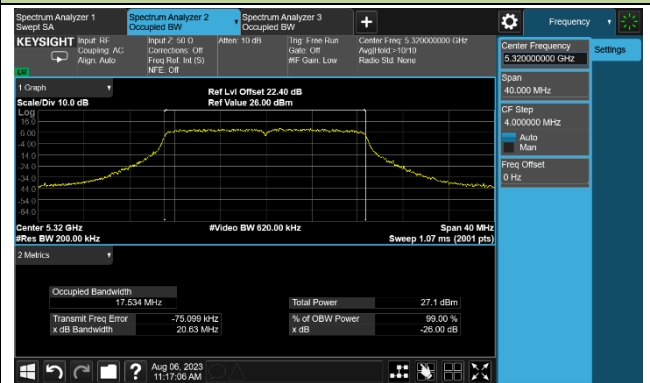 Spectrum Analyzer 1
Swept SA
Spectrum Analyzer 2
Occupied BW
Spectrum Analyzer 3
Occupied BW
Frequency
KEYSIGHT
Input: RF
Coupling: AC
Align: Auto
Input Z: 50 Ω
Corrections: Off
Freq Ref: Int (S)
NFE: Off
Atten: 10 dB
Trig: Free Run
Gate: Off
#IF Gain: Low
Center Freq: 5.320000000 GHz
Avg|Hold:>10/10
Radio Std: None
Center Frequency
5.320000000 GHz
Settings
Span
40.000 MHz
CF Step
4.000000 MHz
Auto
Man
Freq Offset
0 Hz
1 Graph
Scale/Div 10.0 dB
Ref Lvl Offset 22.40 dB
Ref Value 26.00 dBm
Log
16.0
6.00
-4.00
-14.0
-24.0
-34.0
-44.0
-54.0
-64.0
Center 5.32 GHz
#Res BW 200.00 kHz
#Video BW 620.00 kHz
Span 40 MHz
Sweep 1.07 ms (2001 pts)
2 Metrics
Occupied Bandwidth
17.534 MHz
Total Power 27.1 dBm
Transmit Freq Error -75.099 kHz
% of OBW Power 99.00 %
x dB Bandwidth 20.63 MHz
x dB -26.00 dB
?
Aug 06, 2023
11:17:06 AM